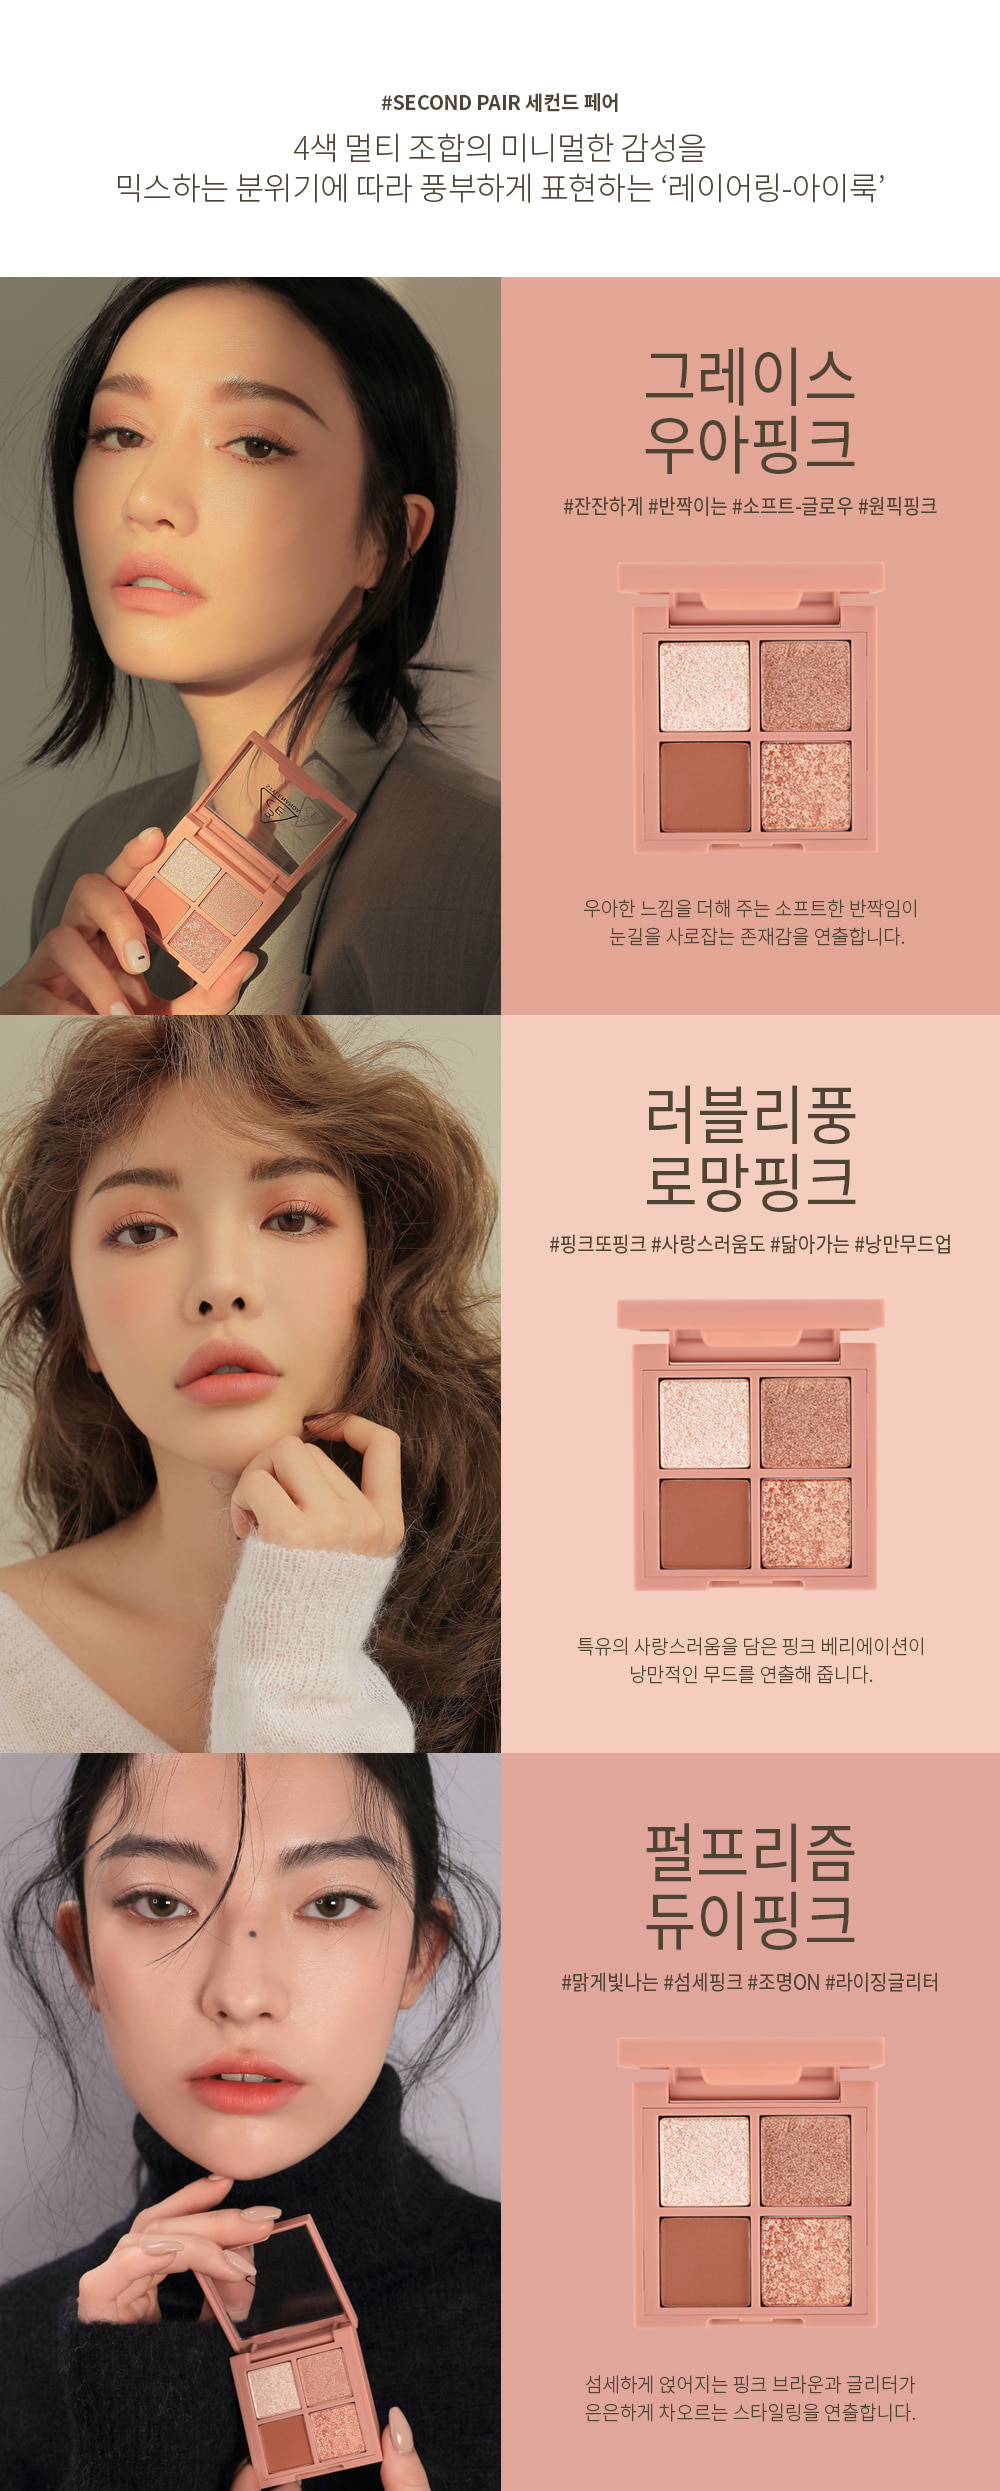 #SECOND PAIR 세컨드 페어
4색 멀티 조합의 미니멀한 감성을
믹스하는 분위기에 따라 풍부하게 표현하는 ‘레이어링-아이룩’
그레이스
우아핑크
#잔잔하게 #반짝이는 #소프트-글로우 #원픽핑크
우아한 느낌을 더해 주는 소프트한 반짝임이
눈길을 사로잡는 존재감을 연출합니다.
러블리풍
로망핑크
#핑크또핑크 #사랑스러움도 #닮아가는 #낭만무드업
특유의 사랑스러움을 담은 핑크 베리에이션이
낭만적인 무드를 연출해 줍니다.
펄프리즘
듀이핑크
#맑게빛나는 #섬세핑크 #조명ON #라이징글리터
섬세하게 얹어지는 핑크 브라운과 글리터가
은은하게 차오르는 스타일링을 연출합니다.